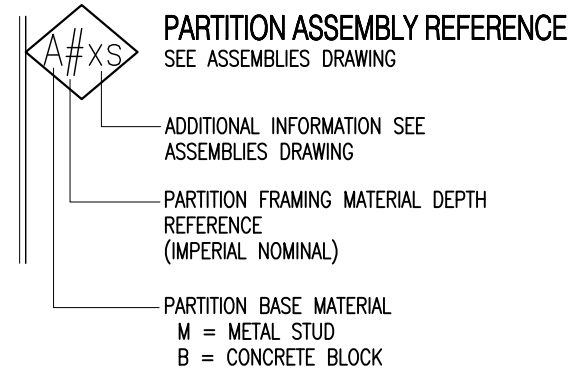 A#xs
PARTITION ASSEMBLY REFERENCE
SEE ASSEMBLIES DRAWING
ADDITIONAL INFORMATION SEE
ASSEMBLIES DRAWING
PARTITION FRAMING MATERIAL DEPTH
REFERENCE
(IMPERIAL NOMINAL)
PARTITION BASE MATERIAL
M = METAL STUD
B = CONCRETE BLOCK